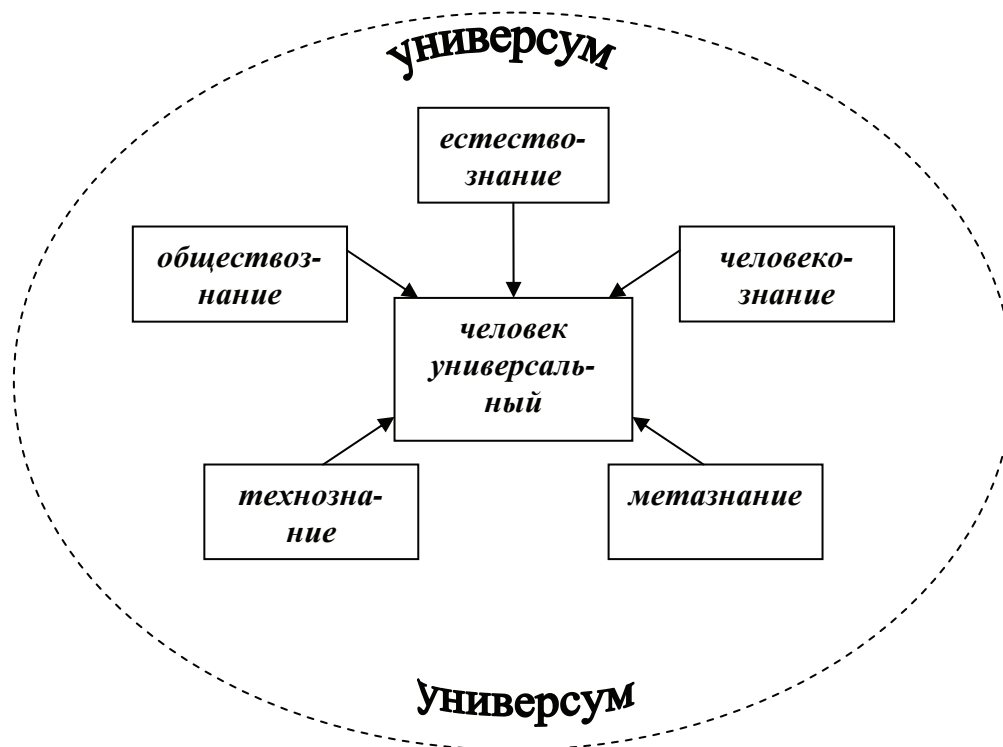 универсум
естество-
знание
обществоз-
нание
человеко-
знание
человек
универсаль-
ный
технозна-
ние
метазнание
универсум